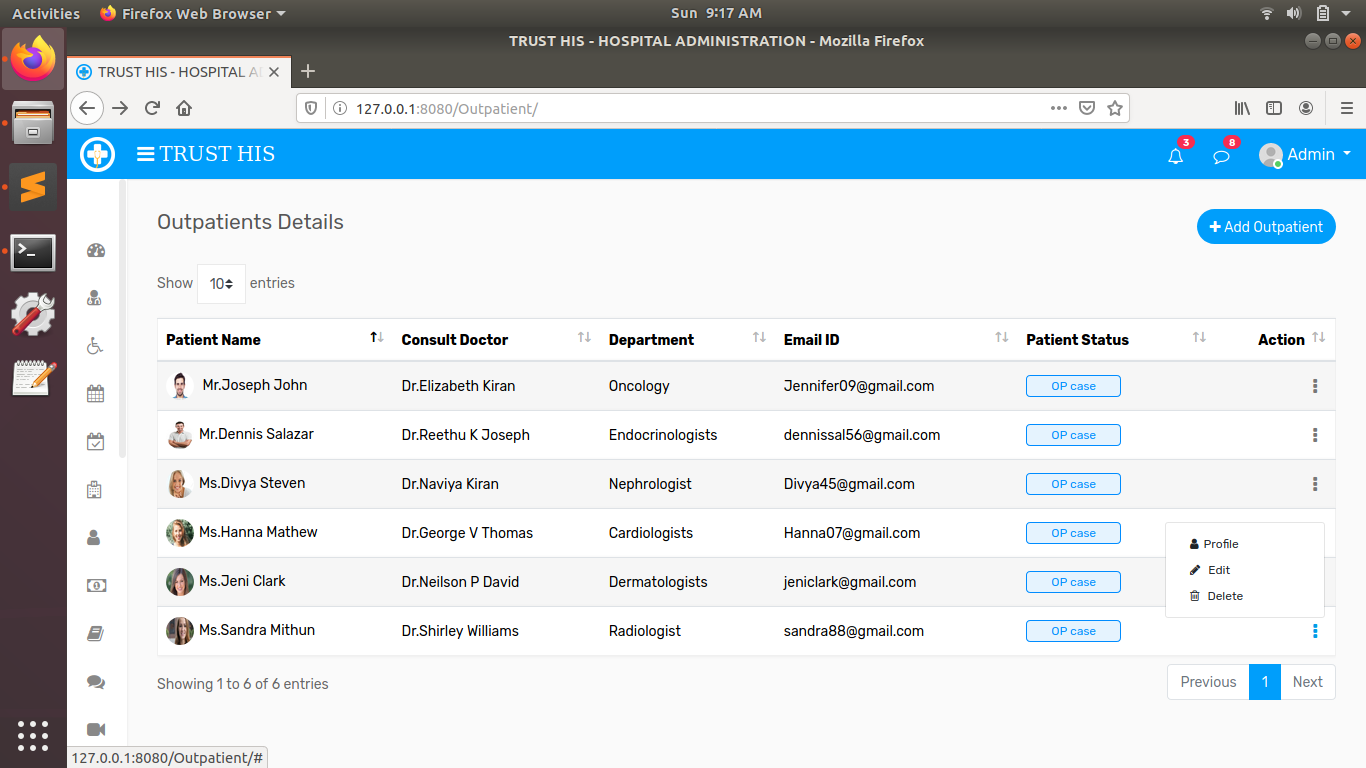 Activities Firefox Web Browser Sun 9:17 AM
TRUST HIS - HOSPITAL ADMINISTRATION - Mozilla Firefox
TRUST HIS - HOSPITAL A
127.0.0.1:8080/Outpatient/
TRUST HIS 3 8 Admin
Outpatients Details + Add Outpatient
Show 10 entries
Patient Name Consult Doctor Department Email ID Patient Status Action
Mr.Joseph John Dr.Elizabeth Kiran Oncology Jennifer09@gmail.com OP case
Mr.Dennis Salazar Dr.Reethu K Joseph Endocrinologists dennissal56@gmail.com OP case
Ms.Divya Steven Dr.Naviya Kiran Nephrologist Divya45@gmail.com OP case
Ms.Hanna Mathew Dr.George V Thomas Cardiologists Hanna07@gmail.com OP case
Profile
Edit
Ms.Jeni Clark Dr.Neilson P David Dermatologists jeniclark@gmail.com OP case
Delete
Ms.Sandra Mithun Dr.Shirley Williams Radiologist sandra88@gmail.com OP case
Showing 1 to 6 of 6 entries Previous 1 Next
127.0.0.1:8080/Outpatient/#